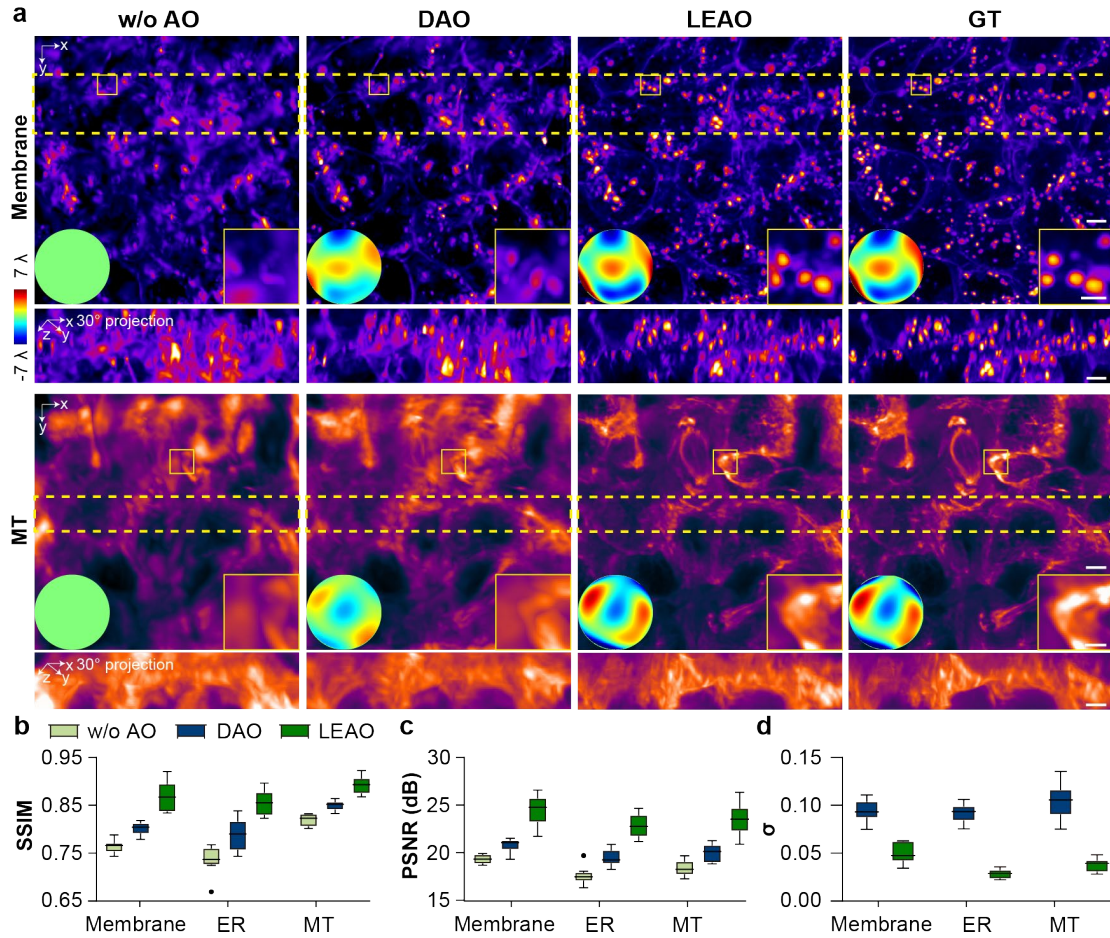 a
w/o AO DAO LEAO GT
x
y
Membrane
7 λ
-7 λ
x 30° projection
z y
x
y
MT
x 30° projection
z y
b w/o AO DAO LEAO c d
0.95 30 0.15
0.85 25 0.10
0.75 20 0.05
0.65 15 0.00
SSIM PSNR (dB) σ
Membrane ER MT Membrane ER MT Membrane ER MT